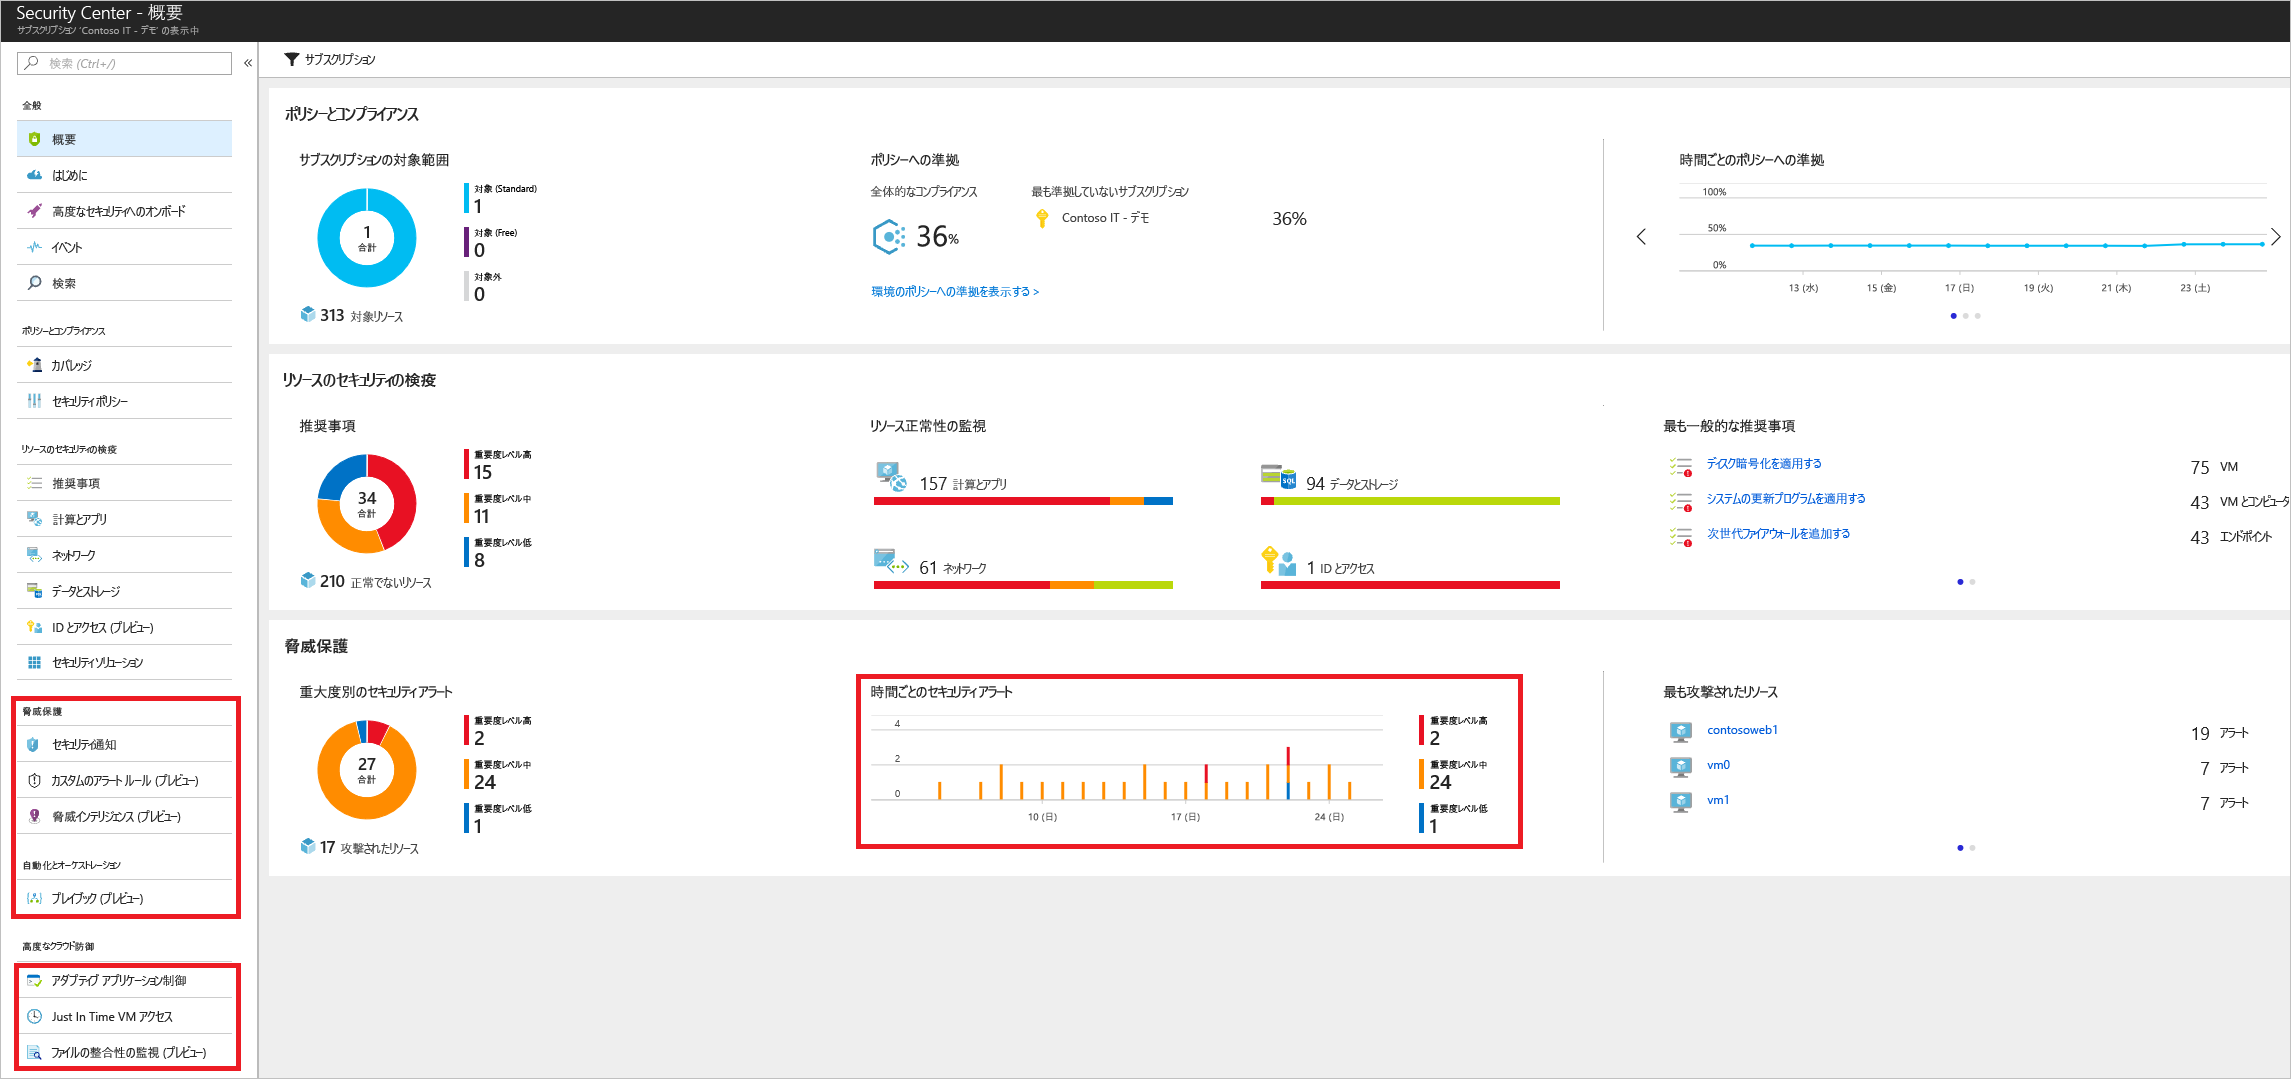 Security Center - 概要
サブスクリプション 'Contoso IT - デモ' の表示中
検索 (Ctrl+/)
«
全般
概要
はじめに
高度なセキュリティへのオンボード
イベント
検索
ポリシーとコンプライアンス
カバレッジ
セキュリティ ポリシー
リソースのセキュリティの検疫
推奨事項
計算とアプリ
ネットワーク
データとストレージ
ID とアクセス (プレビュー)
セキュリティ ソリューション
脅威保護
セキュリティ通知
カスタムのアラート ルール (プレビュー)
脅威インテリジェンス (プレビュー)
自動化とオーケストレーション
プレイブック (プレビュー)
高度なクラウド防御
アダプティブ アプリケーション制御
Just In Time VM アクセス
ファイルの整合性の監視 (プレビュー)
サブスクリプション
ポリシーとコンプライアンス
サブスクリプションの対象範囲
1
合計
対象 (Standard)
1
対象 (Free)
0
対象外
0
313 対象リソース
ポリシーへの準拠
全体的なコンプライアンス
36%
最も準拠していないサブスクリプション
Contoso IT - デモ 36%
環境のポリシーへの準拠を表示する >
時間ごとのポリシーへの準拠
100%
50%
0%
13 (水) 15 (金) 17 (日) 19 (火) 21 (木) 23 (土)
リソースのセキュリティの検疫
推奨事項
34
合計
重要度レベル高
15
重要度レベル中
11
重要度レベル低
8
210 正常でないリソース
リソース正常性の監視
157 計算とアプリ
94 データとストレージ
SQL
61 ネットワーク
1 ID とアクセス
最も一般的な推奨事項
ディスク暗号化を適用する 75 VM
システムの更新プログラムを適用する 43 VM とコンピュータ
次世代ファイアウォールを追加する 43 エンドポイント
脅威保護
重大度別のセキュリティ アラート
27
合計
重要度レベル高
2
重要度レベル中
24
重要度レベル低
1
17 攻撃されたリソース
時間ごとのセキュリティ アラート
4
2
0
10 (日) 17 (日) 24 (日)
重要度レベル高
2
重要度レベル中
24
重要度レベル低
1
最も攻撃されたリソース
contosoweb1 19 アラート
vm0 7 アラート
vm1 7 アラート